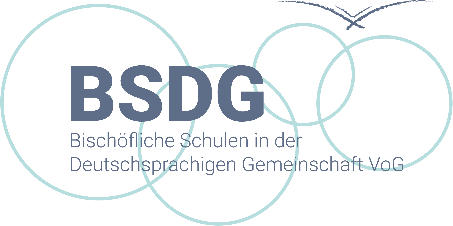 BSDG
Bischöfliche Schulen in der
Deutschsprachigen Gemeinschaft VoG